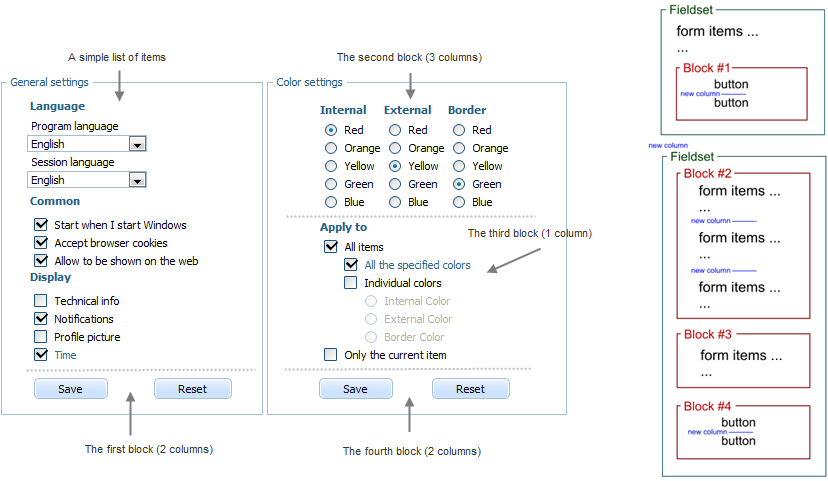 A simple list of items
General settings
Language
Program language
English
Session language
English
Common
Start when I start Windows
Accept browser cookies
Allow to be shown on the web
Display
Technical info
Notifications
Profile picture
Time
Save Reset
The first block (2 columns)
The second block (3 columns)
Color settings
Internal External Border
Red Red Red
Orange Orange Orange
Yellow Yellow Yellow
Green Green Green
Blue Blue Blue
Apply to
The third block (1 column)
All items
All the specified colors
Individual colors
Internal Color
External Color
Border Color
Only the current item
Save Reset
The fourth block (2 columns)
Fieldset
form items ...
...
Block #1
button
new column
button
new column
Fieldset
Block #2
form items ...
...
new column
form items ...
...
new column
form items ...
...
Block #3
form items ...
...
Block #4
button
new column
button